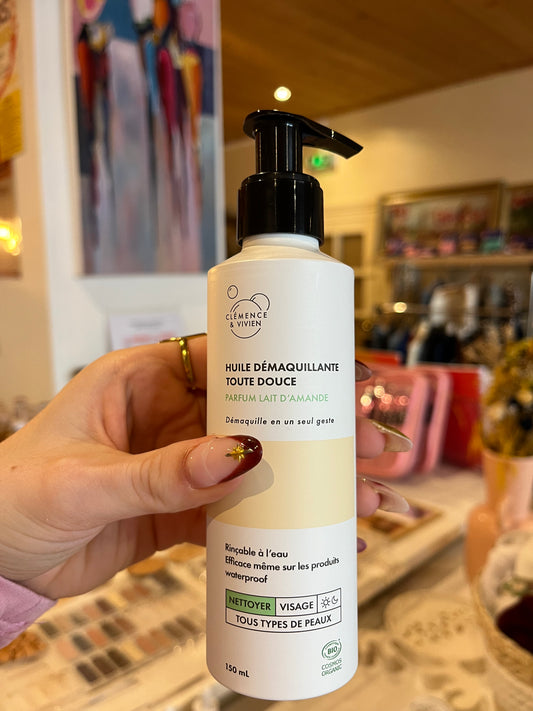 CLÉMENCE
& VIVIEN
HUILE DÉMAQUILLANTE
TOUTE DOUCE
PARFUM LAIT D'AMANDE
Démaquille en un seul geste
Rinçable à l'eau
Efficace même sur les produits
waterproof
NETTOYER VISAGE
TOUS TYPES DE PEAUX
150 mL
BIO
COSMOS
ORGANIC